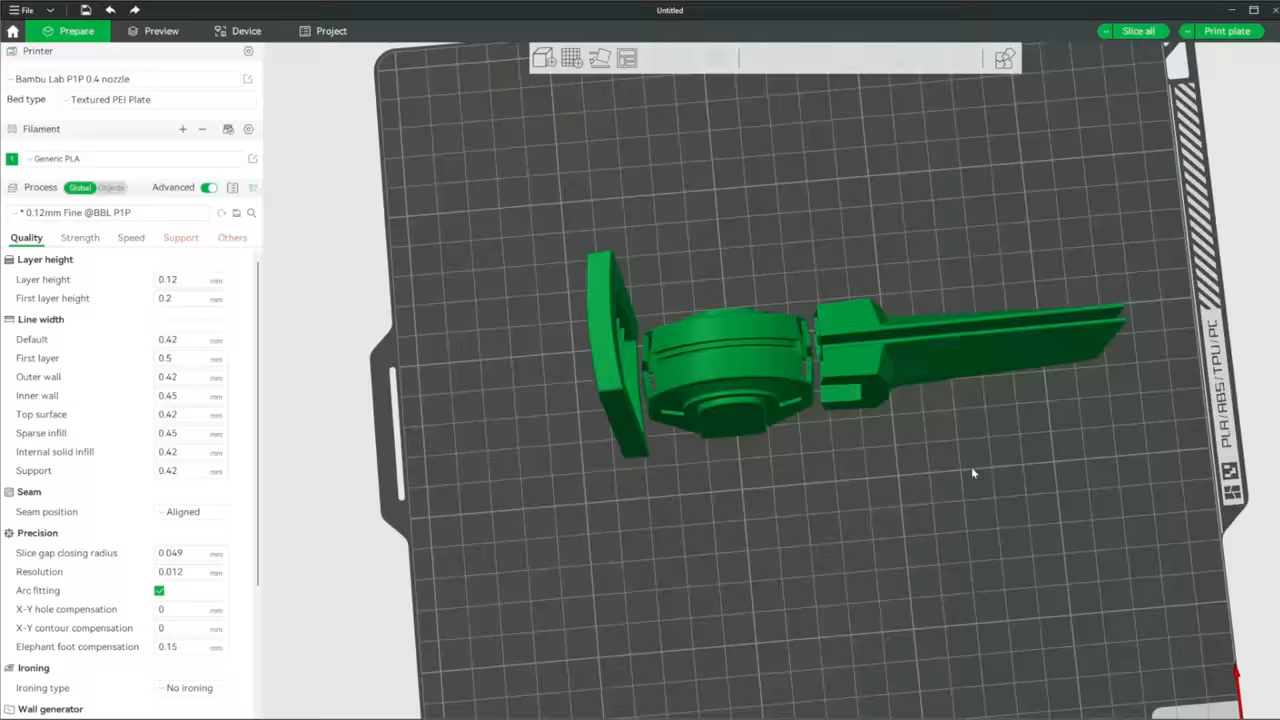 File
Untitled
Prepare
Preview
Device
Project
Slice all
Print plate
Printer
Bambu Lab P1P 0.4 nozzle
Bed type
Textured PEI Plate
Filament
1
Generic PLA
Process
Global
Objects
Advanced
* 0.12mm Fine @BBL P1P
Quality
Strength
Speed
Support
Others
Layer height
Layer height 0.12 mm
First layer height 0.2 mm
Line width
Default 0.42 mm
First layer 0.5 mm
Outer wall 0.42 mm
Inner wall 0.45 mm
Top surface 0.42 mm
Sparse infill 0.45 mm
Internal solid infill 0.42 mm
Support 0.42 mm
Seam
Seam position Aligned
Precision
Slice gap closing radius 0.049 mm
Resolution 0.012 mm
Arc fitting
X-Y hole compensation 0 mm
X-Y contour compensation 0 mm
Elephant foot compensation 0.15 mm
Ironing
Ironing type No ironing
Wall generator
PLA/ABS/TPU/PC